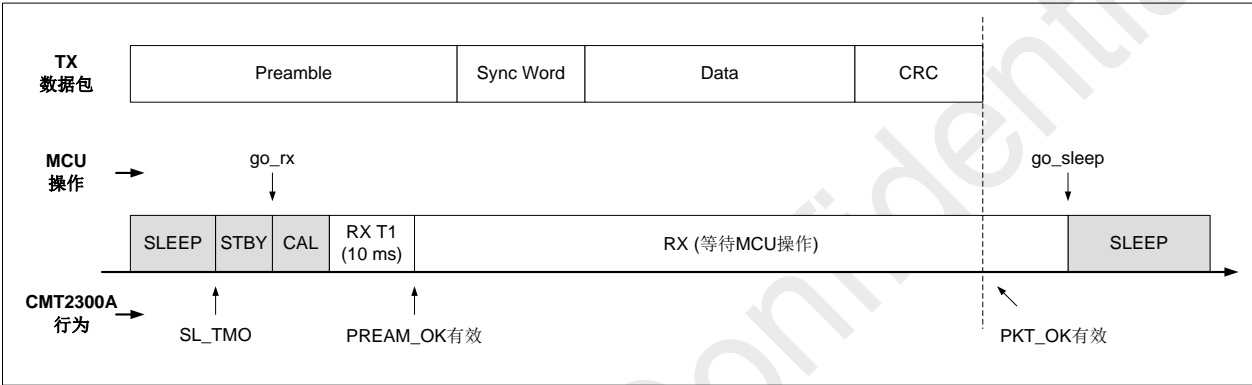 TX
数据包
Preamble
Sync Word
Data
CRC
MCU
操作
go_rx
go_sleep
SLEEP
STBY
CAL
RX T1
(10 ms)
RX (等待MCU操作)
SLEEP
CMT2300A
行为
SL_TMO
PREAM_OK有效
PKT_OK有效
Confidential